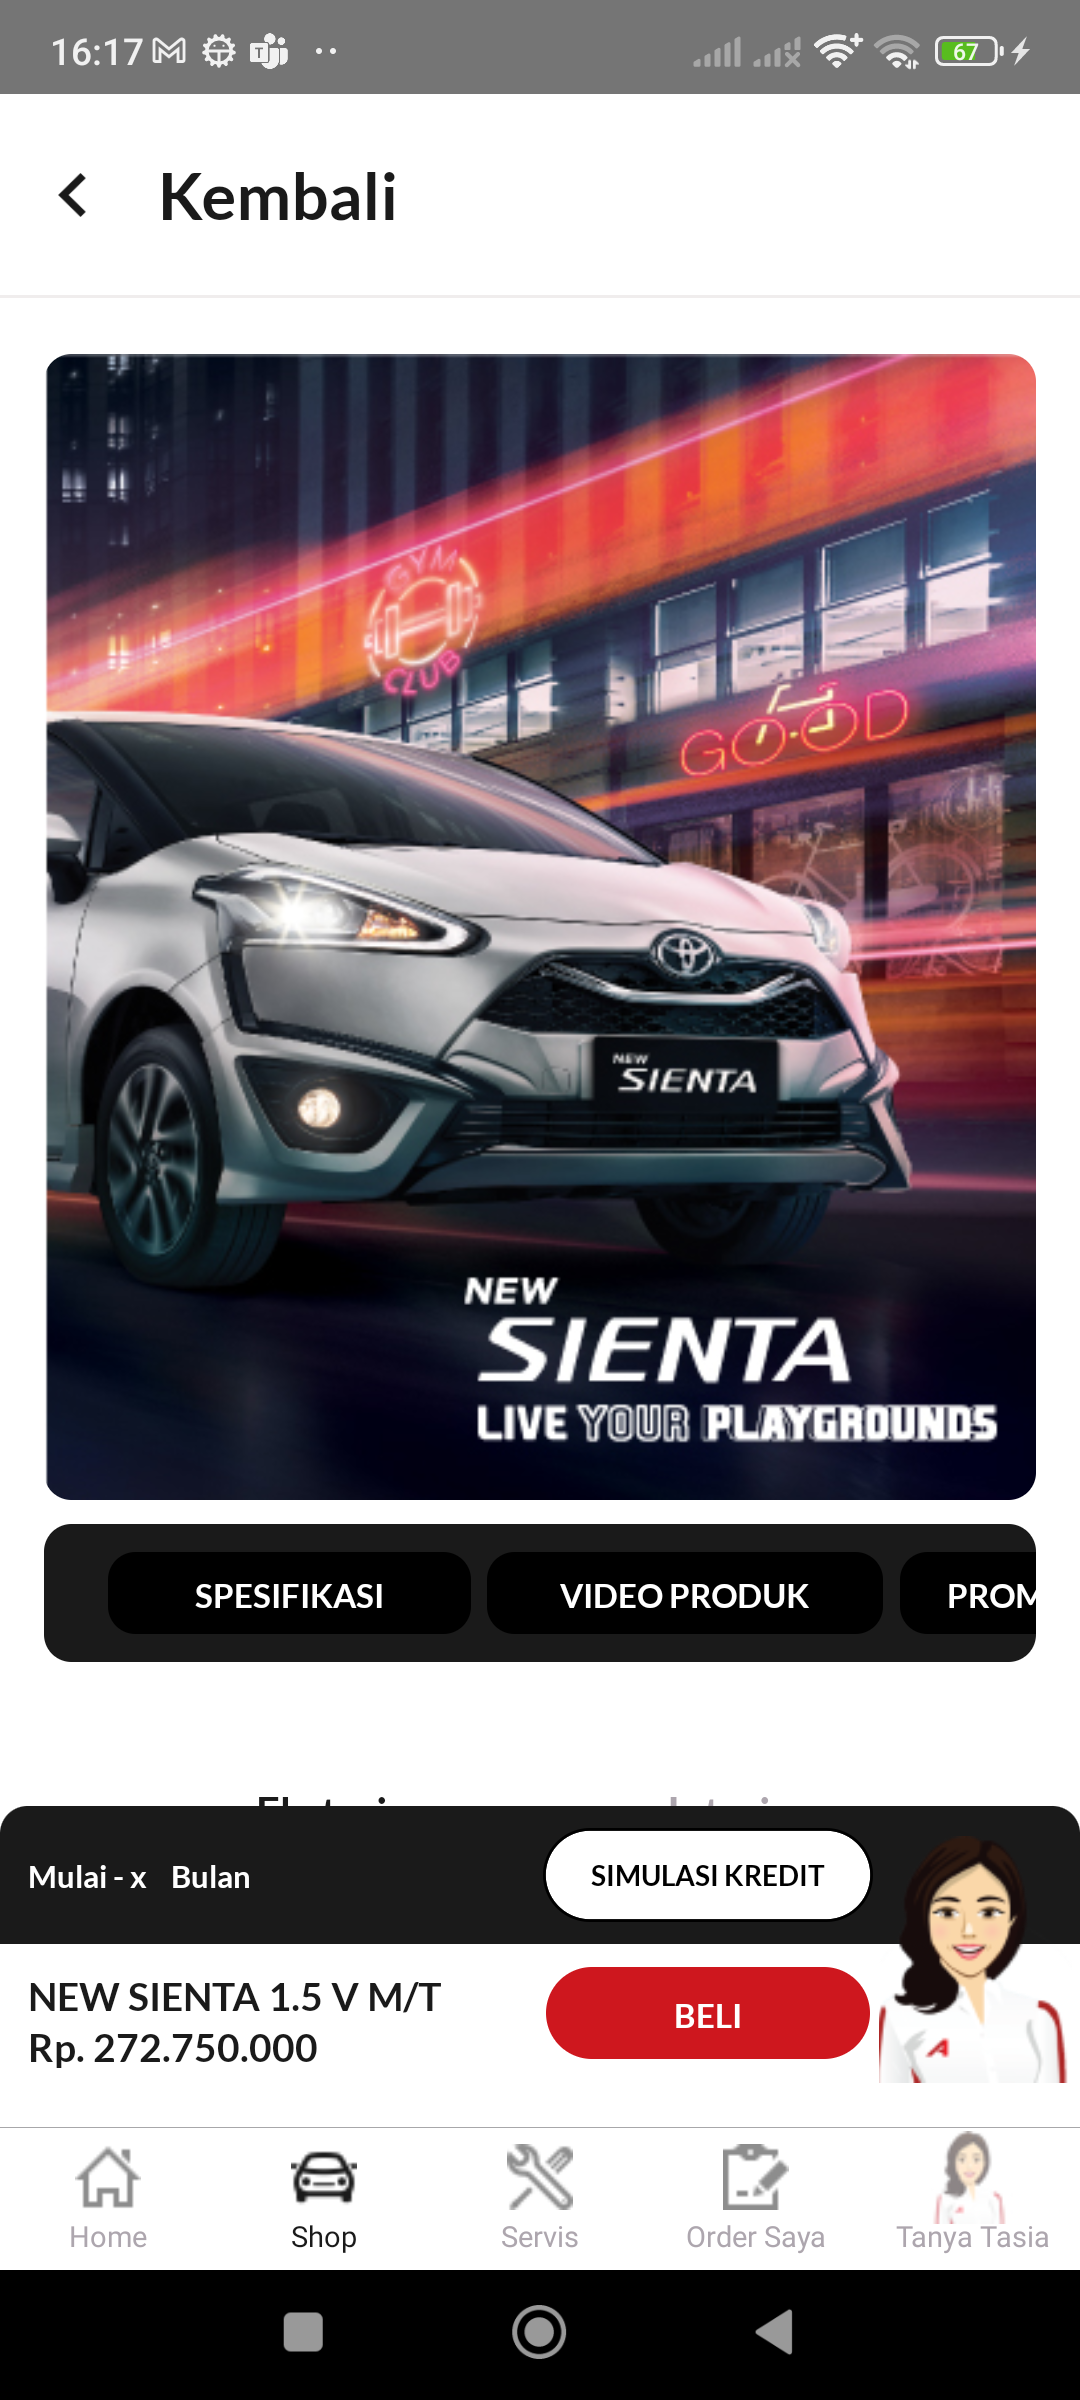 16:17
67
Kembali
GYM
CLUB
GOOD
NEW
SIENTA
NEW
SIENTA
LIVE YOUR PLAYGROUNDS
SPESIFIKASI
VIDEO PRODUK
PROM
Mulai - x Bulan
SIMULASI KREDIT
NEW SIENTA 1.5 V M/T
Rp. 272.750.000
BELI
Home
Shop
Servis
Order Saya
Tanya Tasia